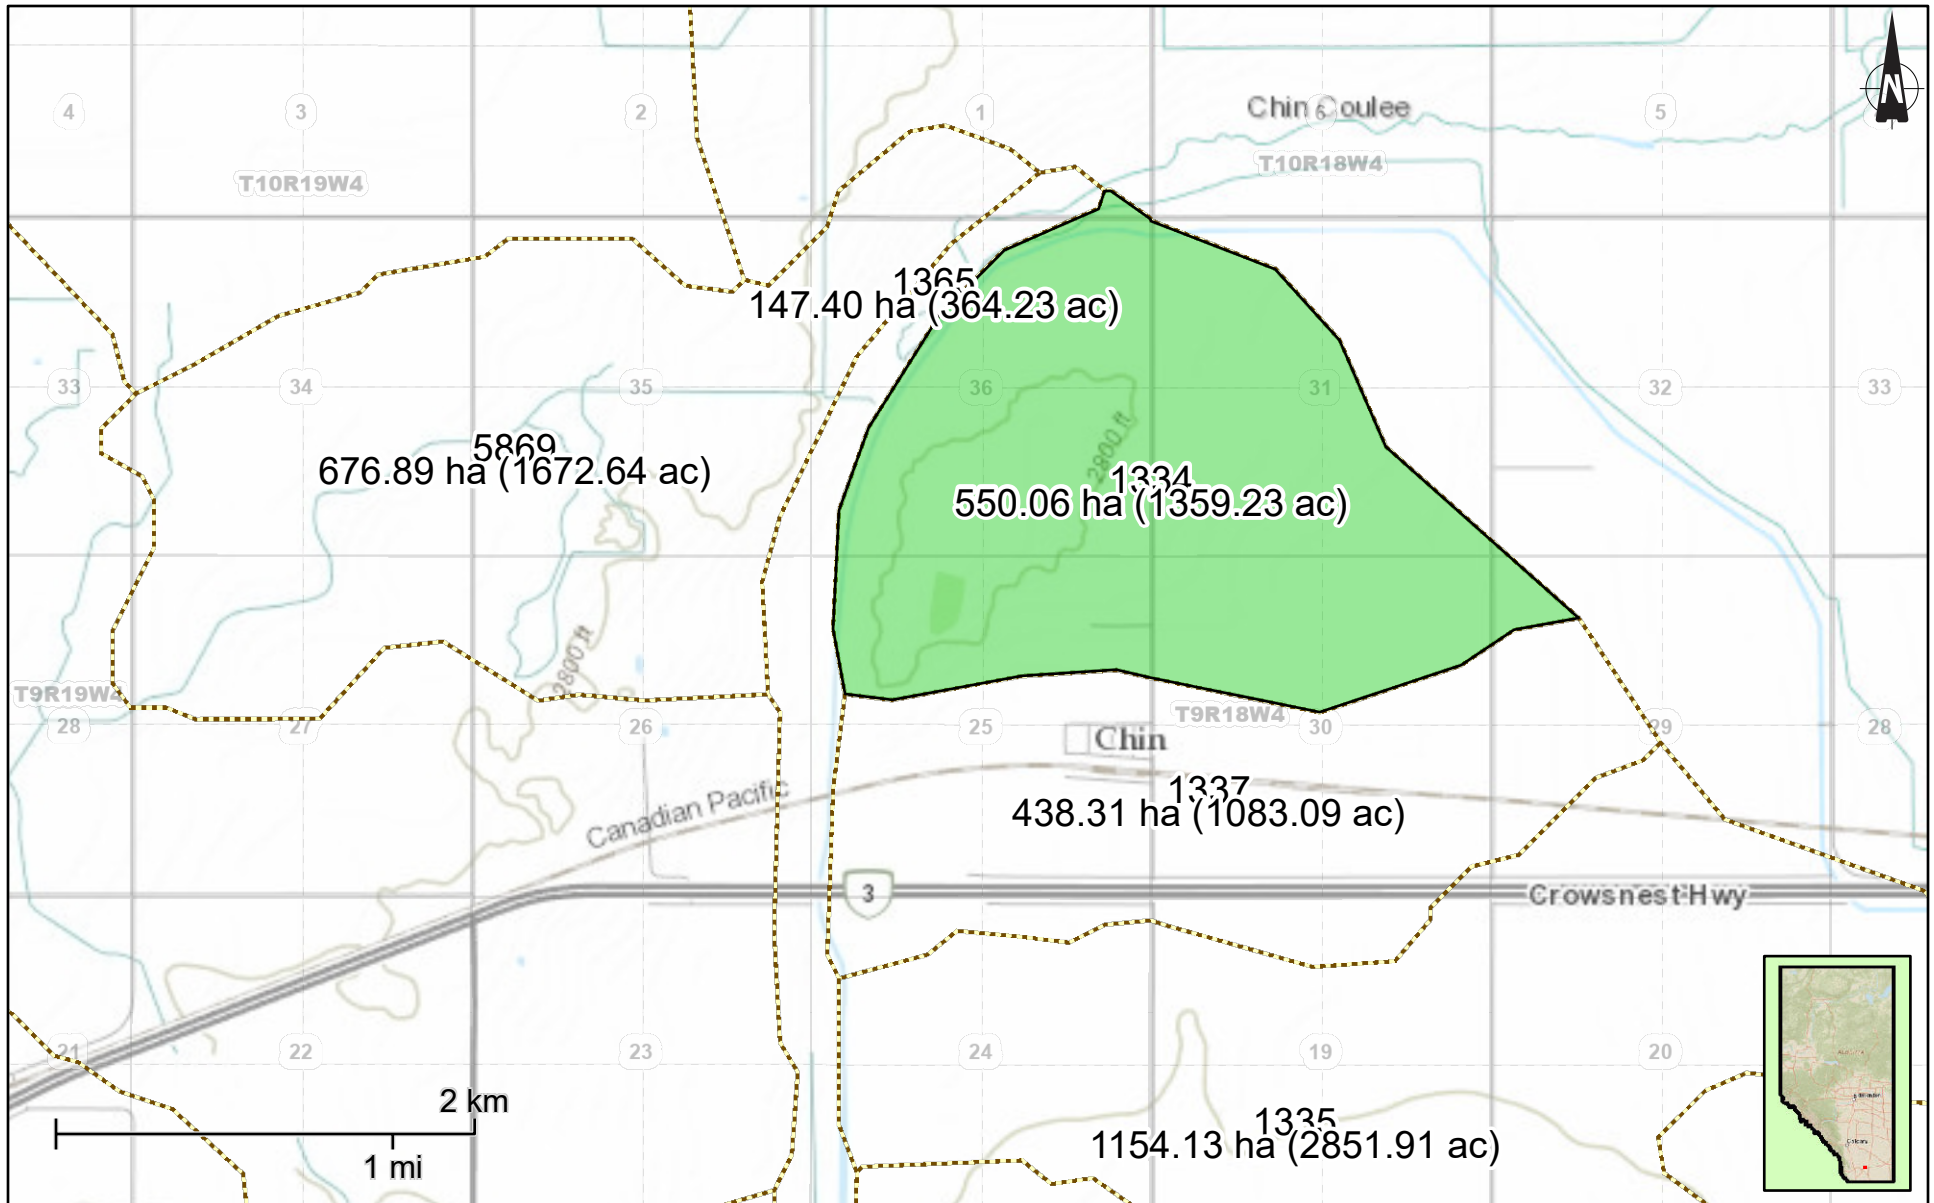 N
4
3
2
1
Chin Coulee
6
5
T10R18W4
T10R19W4
1365
147.40 ha (364.23 ac)
33
34
35
36
31
32
33
2800 ft
5869
676.89 ha (1672.64 ac)
1334
550.06 ha (1359.23 ac)
2800 ft
T9R19W4
T9R18W4
28
27
26
25
30
29
28
Chin
Canadian Pacific
1337
438.31 ha (1083.09 ac)
3
Crowsnest Hwy
21
22
23
24
19
20
2 km
1 mi
1335
1154.13 ha (2851.91 ac)